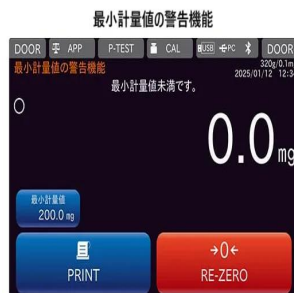 最小計量値の警告機能
DOOR APP P-TEST CAL USB PC DOOR
最小計量値の警告機能 320g/0.1m
2025/01/12 12:34
最小計量値未満です。
0.0 mg
最小計量値
200.0 mg
PRINT RE-ZERO
→0←